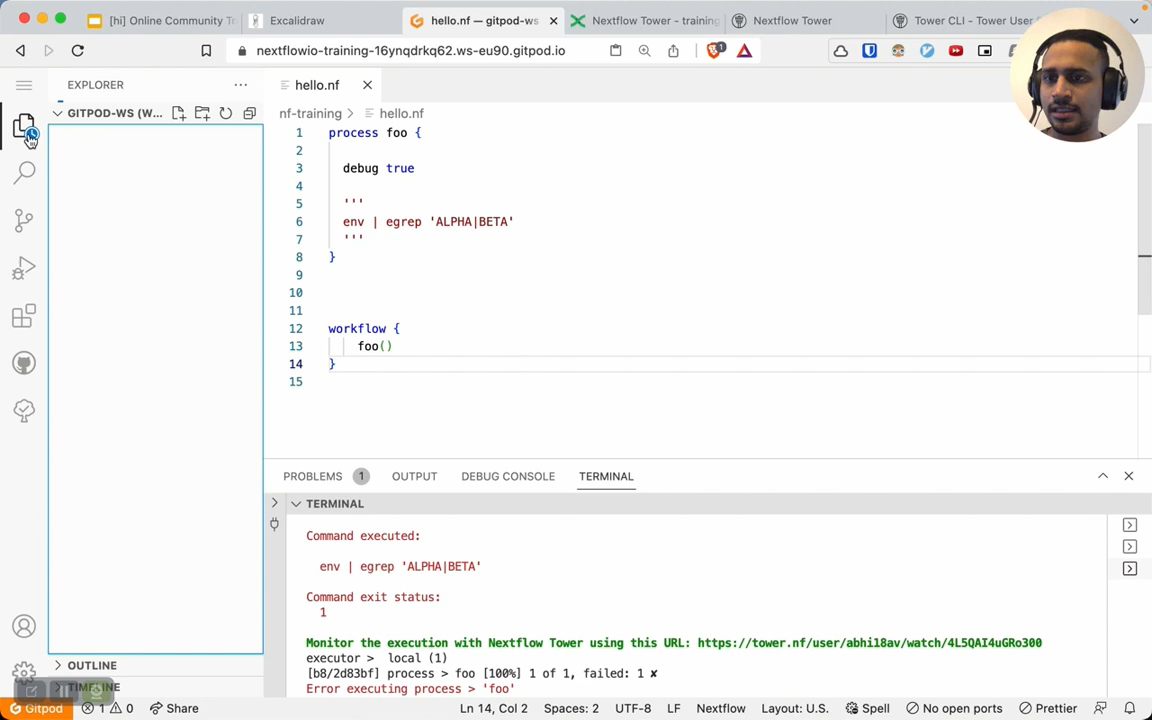 [hi] Online Community T
Excalidraw
hello.nf — gitpod-ws
Nextflow Tower - training
Nextflow Tower
Tower CLI - Tower User
nextflowio-training-16ynqdrkq62.ws-eu90.gitpod.io
1
EXPLORER
GITPOD-WS (W...
hello.nf
nf-training > hello.nf
1 process foo {
2
3 debug true
4
5 '''
6 env | egrep 'ALPHA|BETA'
7 '''
8 }
9
10
11
12 workflow {
13 foo()
14 }
15
PROBLEMS 1 OUTPUT DEBUG CONSOLE TERMINAL
TERMINAL
Command executed:
env | egrep 'ALPHA|BETA'
Command exit status:
1
Monitor the execution with Nextflow Tower using this URL: https://tower.nf/user/abhi18av/watch/4L5QAI4uGRo300
executor > local (1)
[b8/2d83bf] process > foo [100%] 1 of 1, failed: 1 ✘
Error executing process > 'foo'
OUTLINE
TIMELINE
Gitpod
1 0
Share
Ln 14, Col 2 Spaces: 2 UTF-8 LF Nextflow Layout: U.S. Spell No open ports Prettier